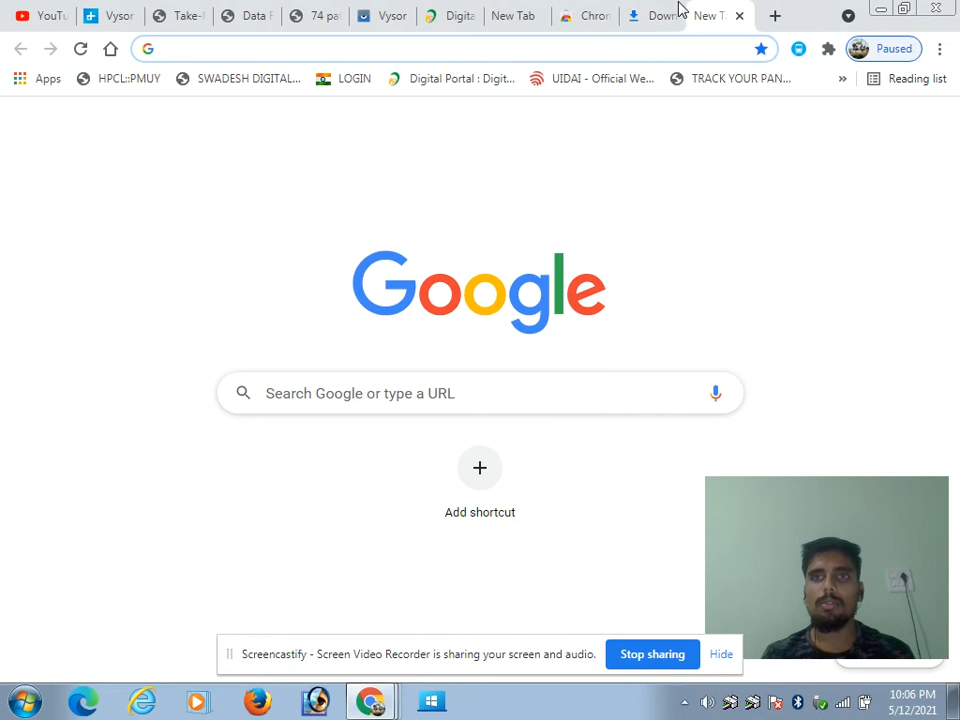 YouTu
Vysor
Take-
Data F
74 pa
Vysor
Digita
New Tab
Chron
Down
New T
Paused
Apps
HPCL::PMUY
SWADESH DIGITAL...
LOGIN
Digital Portal : Digit...
UIDAI - Official We...
TRACK YOUR PAN...
»
Reading list
Google
Search Google or type a URL
Add shortcut
Screencastify - Screen Video Recorder is sharing your screen and audio.
Stop sharing
Hide
10:06 PM
5/12/2021